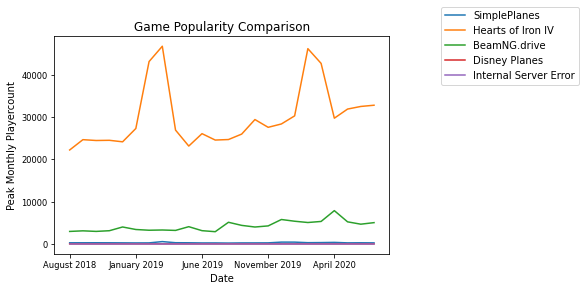 Game Popularity Comparison
SimplePlanes
Hearts of Iron IV
BeamNG.drive
Disney Planes
Internal Server Error
Peak Monthly Playercount
40000
30000
20000
10000
0
August 2018
January 2019
June 2019
November 2019
April 2020
Date